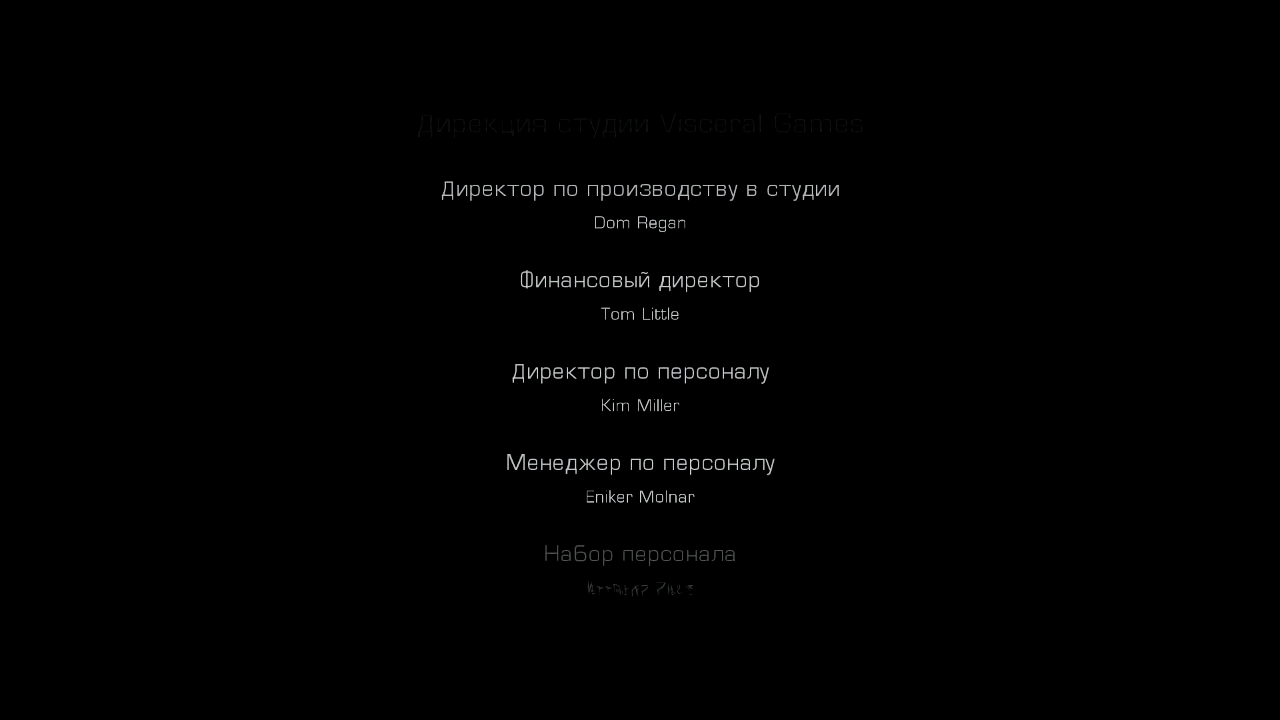 Дирекция студии Visceral Games
Директор по производству в студии
Dom Regan
Финансовый директор
Tom Little
Директор по персоналу
Kim Miller
Менеджер по персоналу
Eniker Molnar
Набор персонала